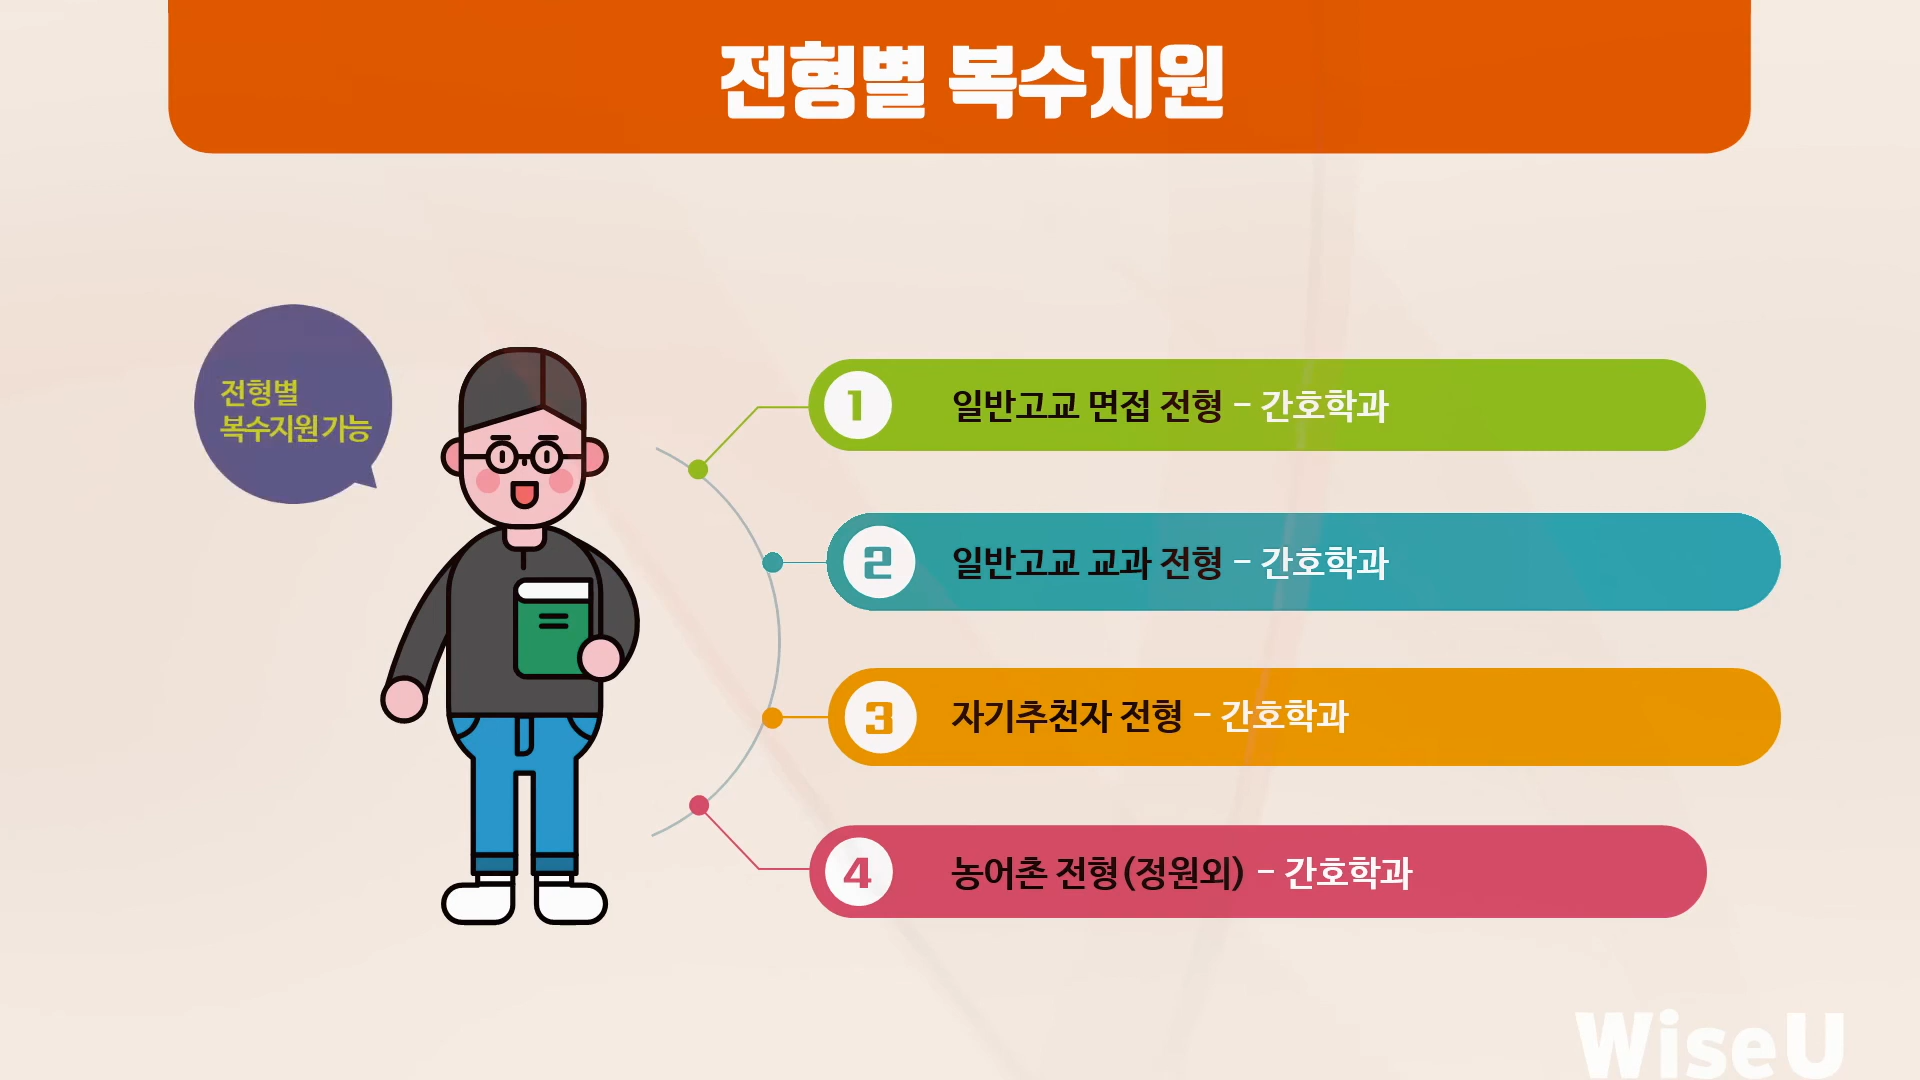 전형별 복수지원
전형별
복수지원 가능
1 일반고교 면접 전형 - 간호학과
2 일반고교 교과 전형 - 간호학과
3 자기추천자 전형 - 간호학과
4 농어촌 전형(정원외) - 간호학과
WiseU